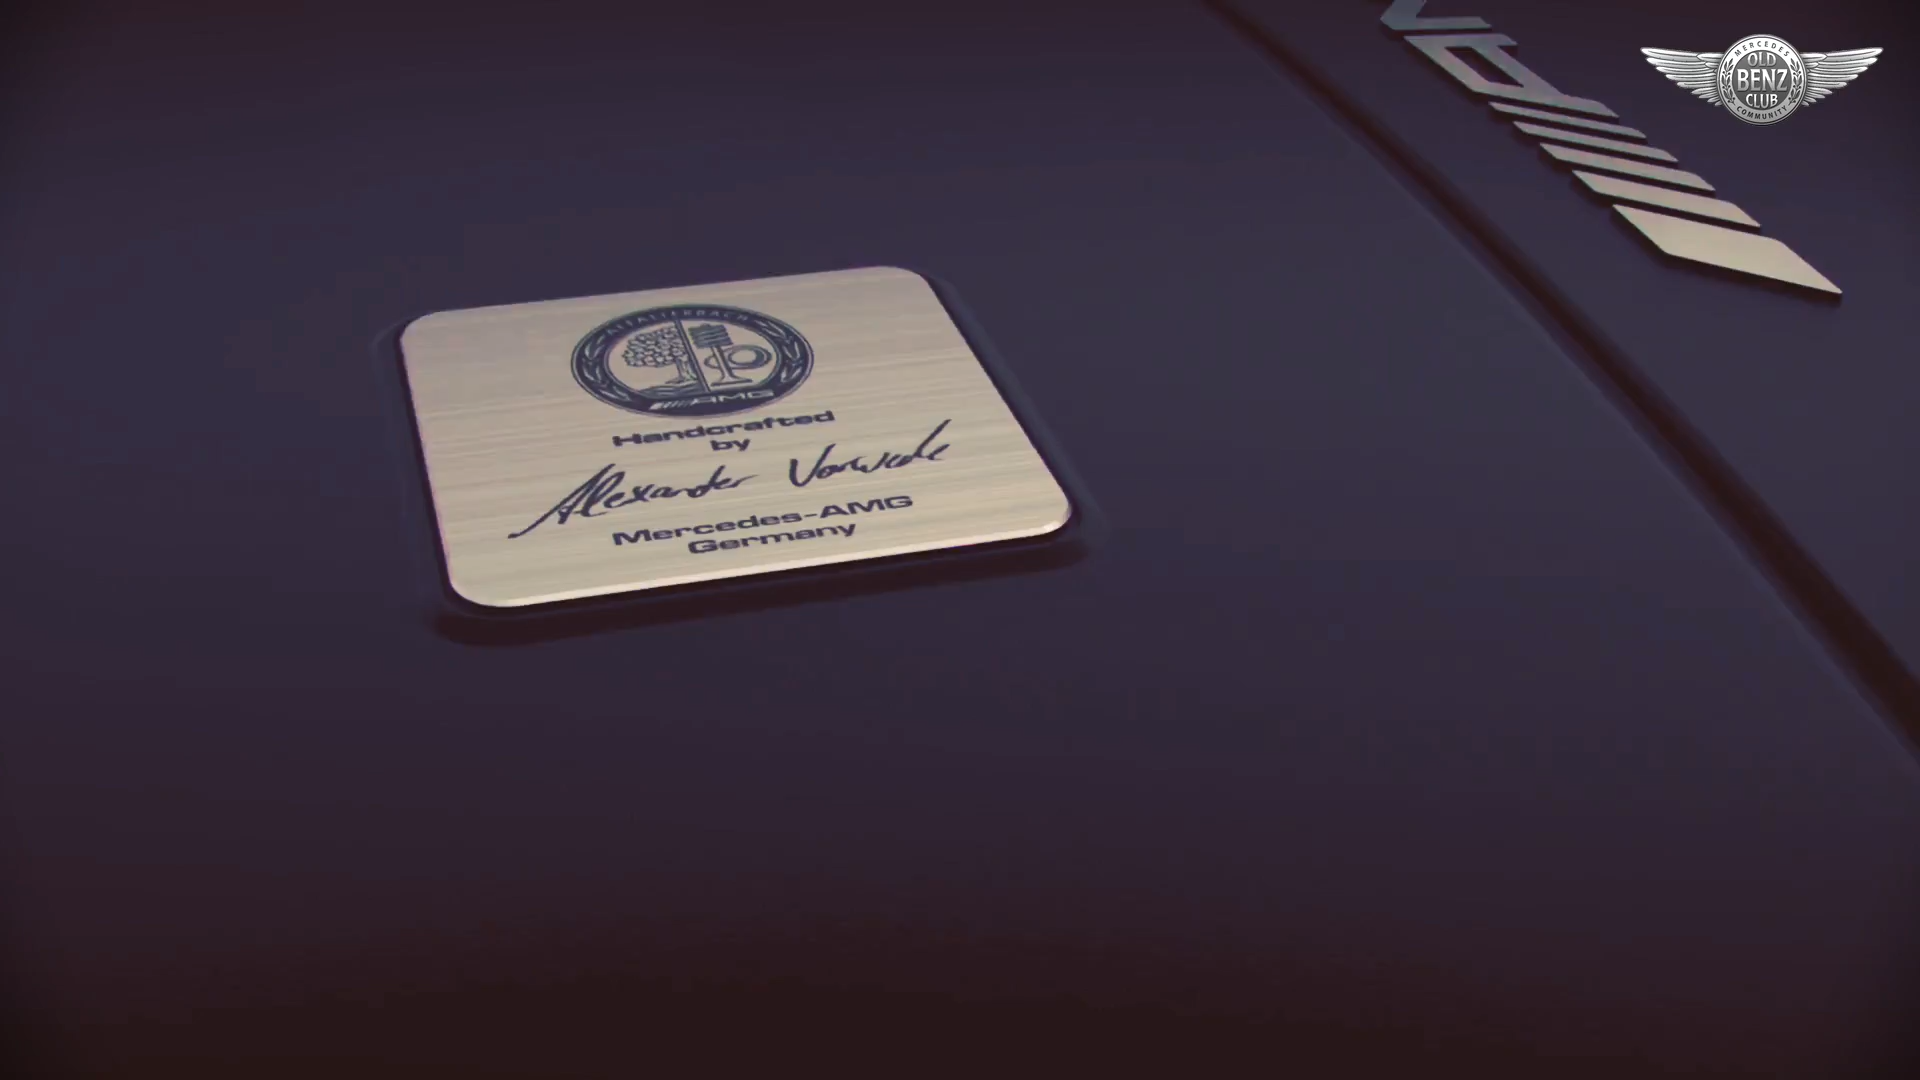 AFFALTERBACH
AMG
Handcrafted
by
Alexander
Mercedes-AMG
Germany
MERCEDES
OLD
BENZ
CLUB
COMMUNITY